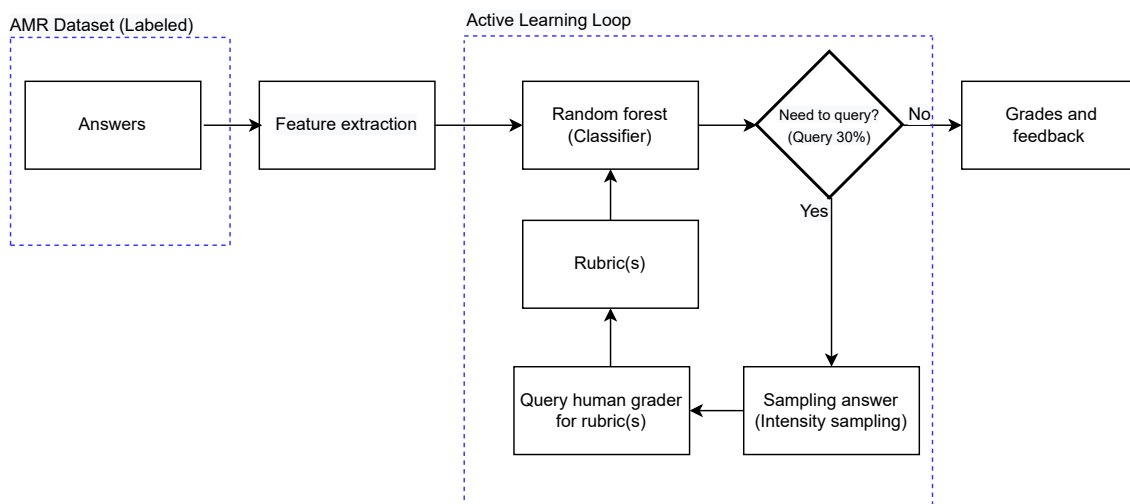 AMR Dataset (Labeled)
Active Learning Loop
Answers
Feature extraction
Random forest
(Classifier)
Need to query?
(Query 30%)
No
Grades and
feedback
Yes
Rubric(s)
Query human grader
for rubric(s)
Sampling answer
(Intensity sampling)